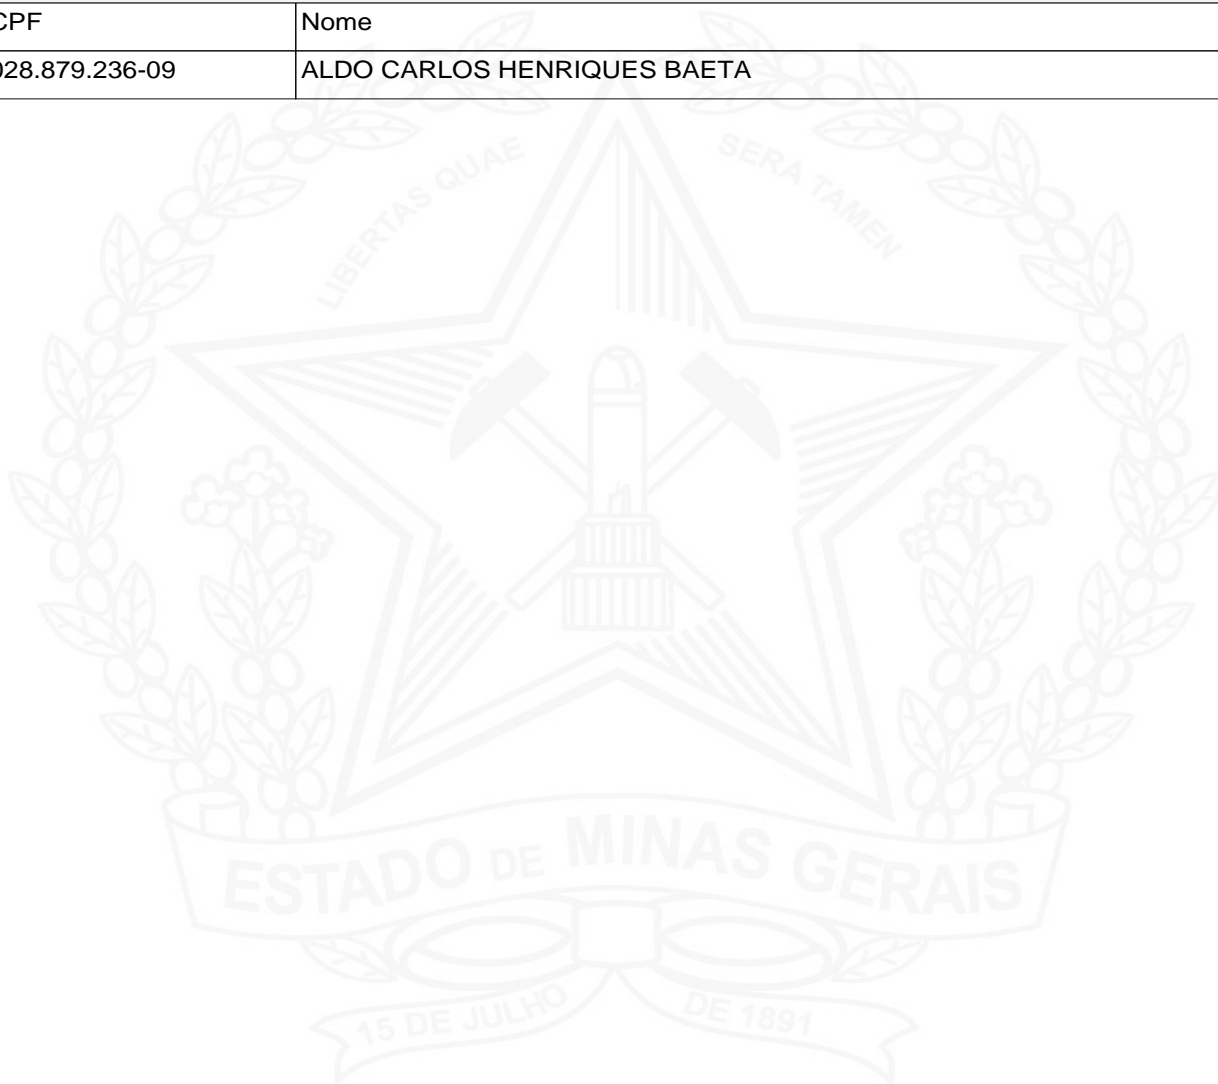 CPF Nome
028.879.236-09 ALDO CARLOS HENRIQUES BAETA
LIBERTAS QUAE SERA TAMEN
ESTADO DE MINAS GERAIS
15 DE JULHO DE 1891